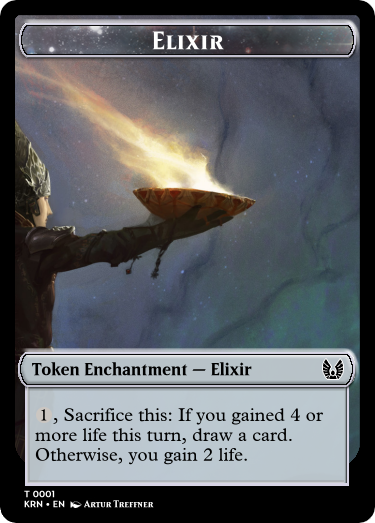 ELIXIR
Token Enchantment — Elixir
1, Sacrifice this: If you gained 4 or
more life this turn, draw a card.
Otherwise, you gain 2 life.
T 0001
KRN • EN ARTUR TREFFNER